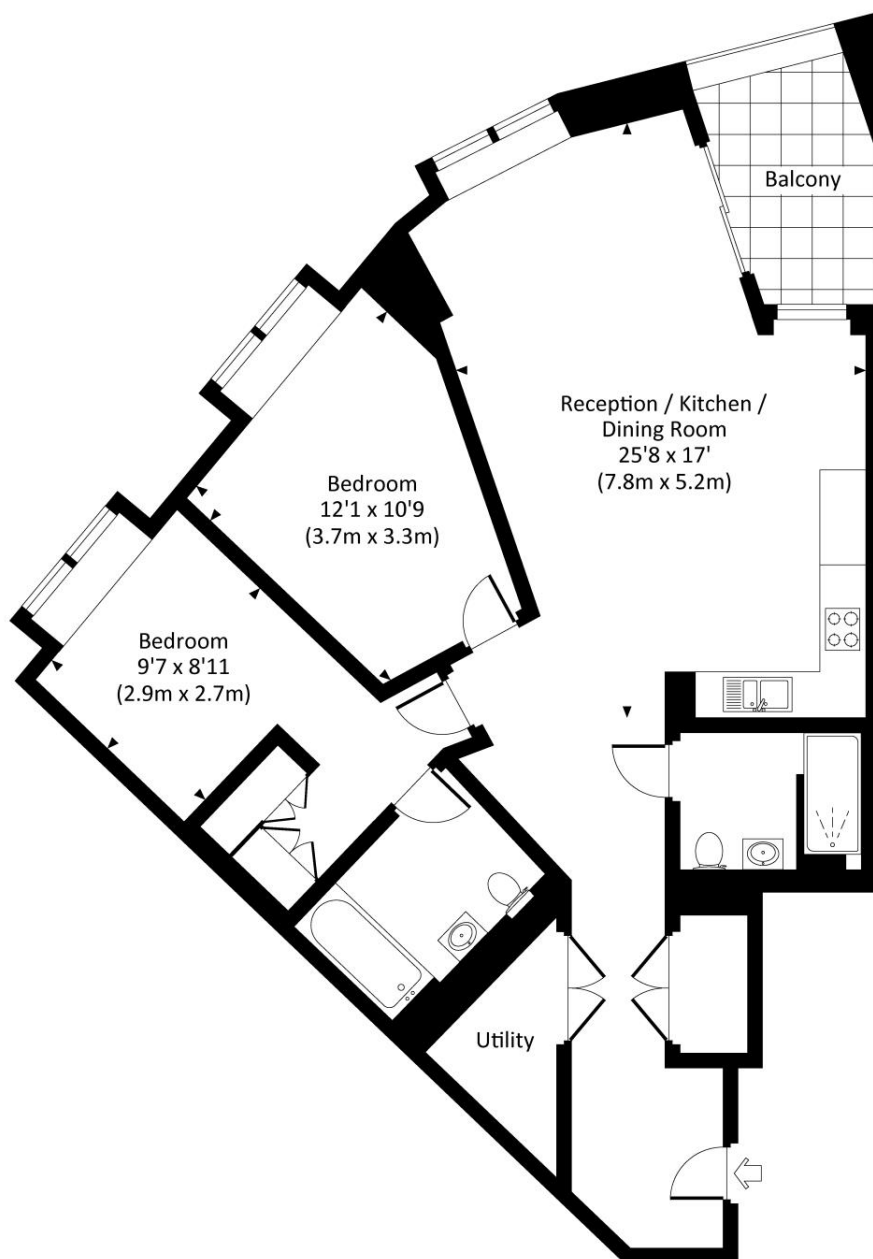 Balcony
Reception / Kitchen /
Dining Room
25'8 x 17'
(7.8m x 5.2m)
Bedroom
12'1 x 10'9
(3.7m x 3.3m)
Bedroom
9'7 x 8'11
(2.9m x 2.7m)
Utility